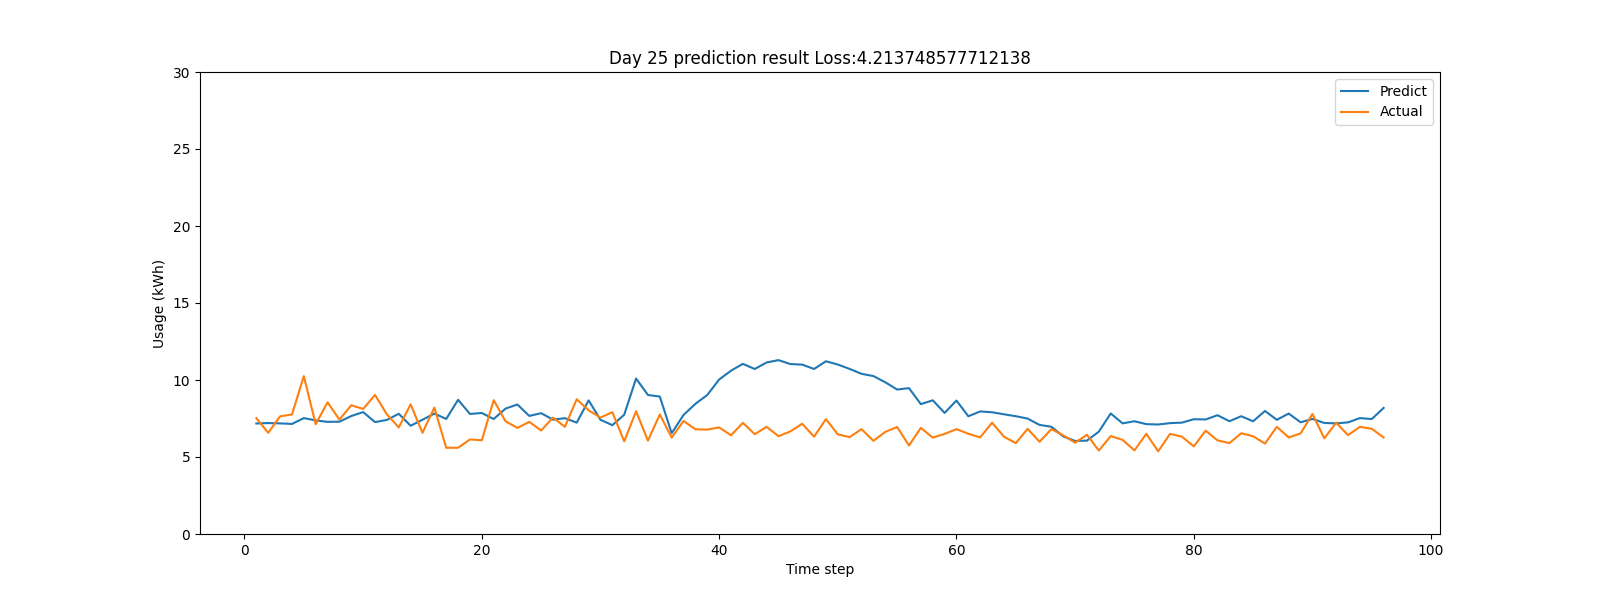 Day 25 prediction result Loss:4.213748577712138
Predict
Actual
Usage (kWh)
30
25
20
15
10
5
0
0
20
40
60
80
100
Time step